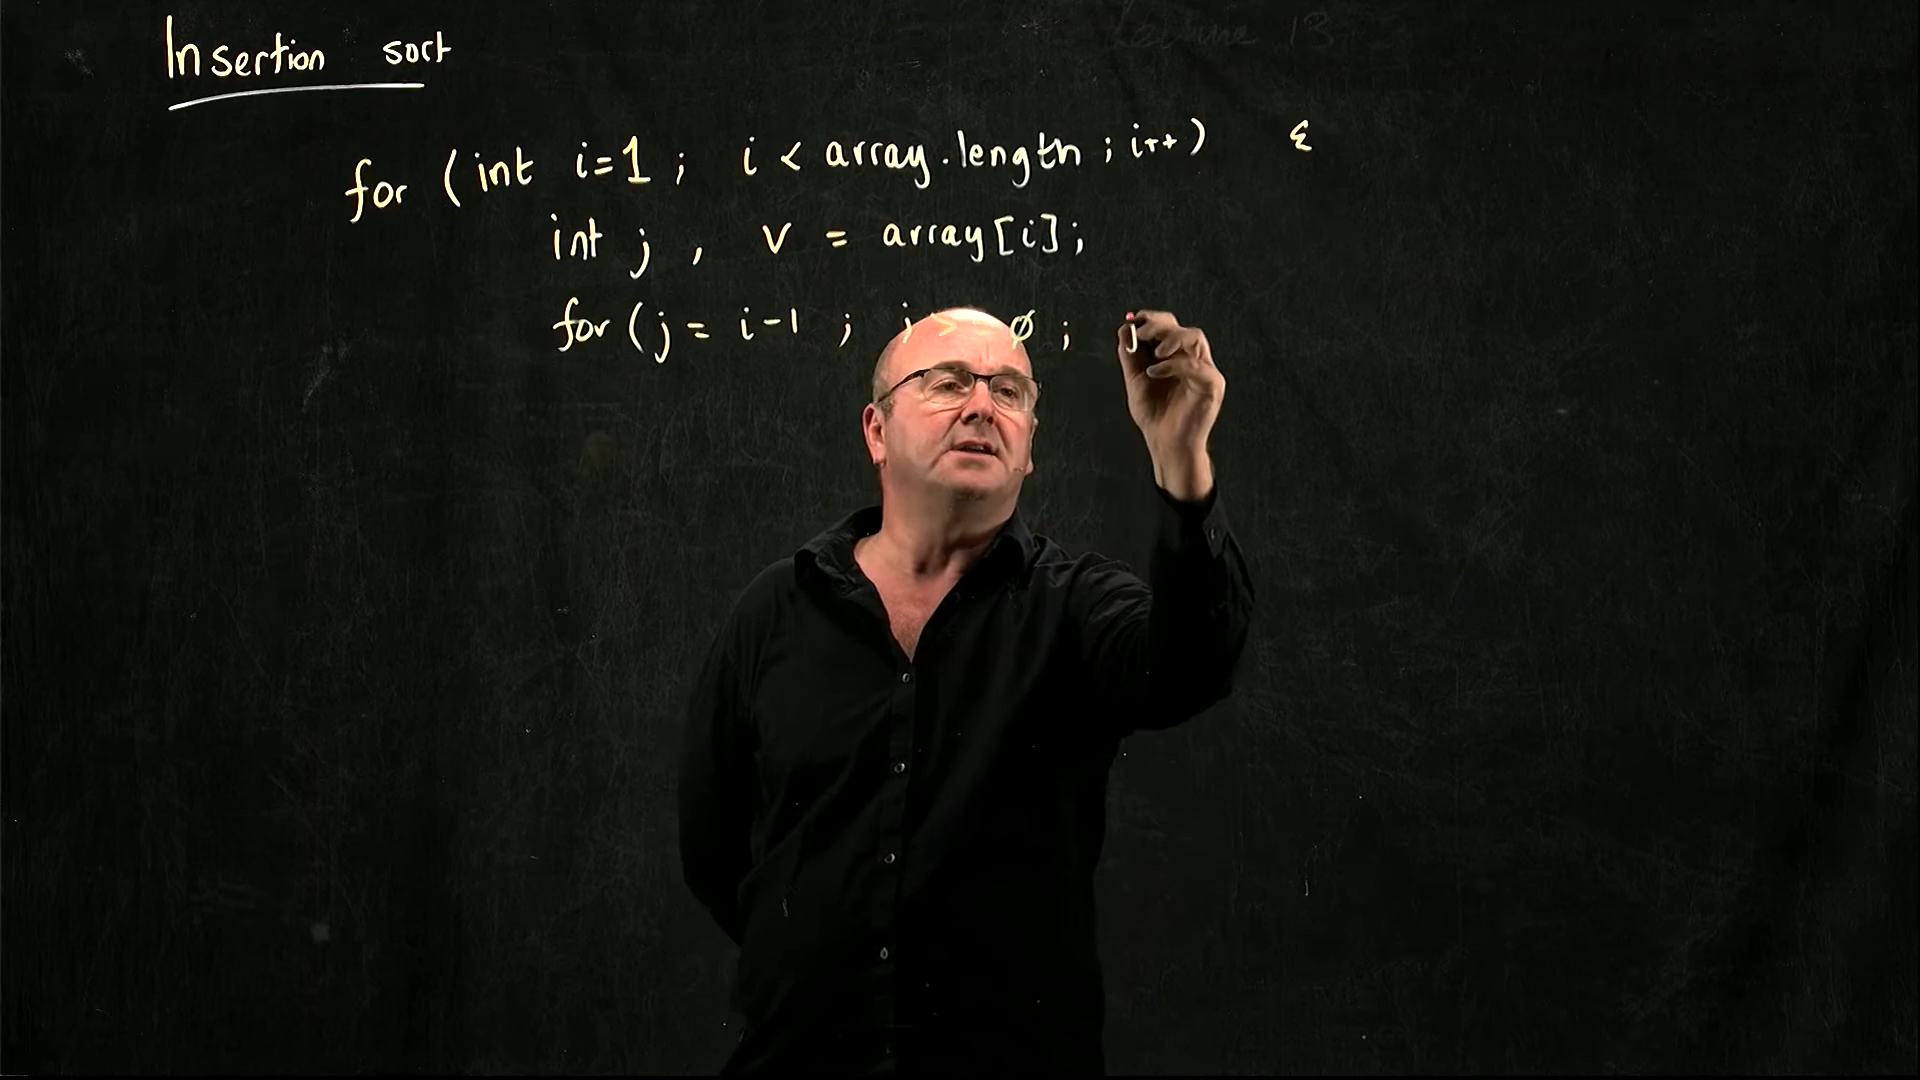 Insertion sort
for (int i=1; i < array.length; i++) {
int j, v = array[i];
for (j = i-1; j > 0; j